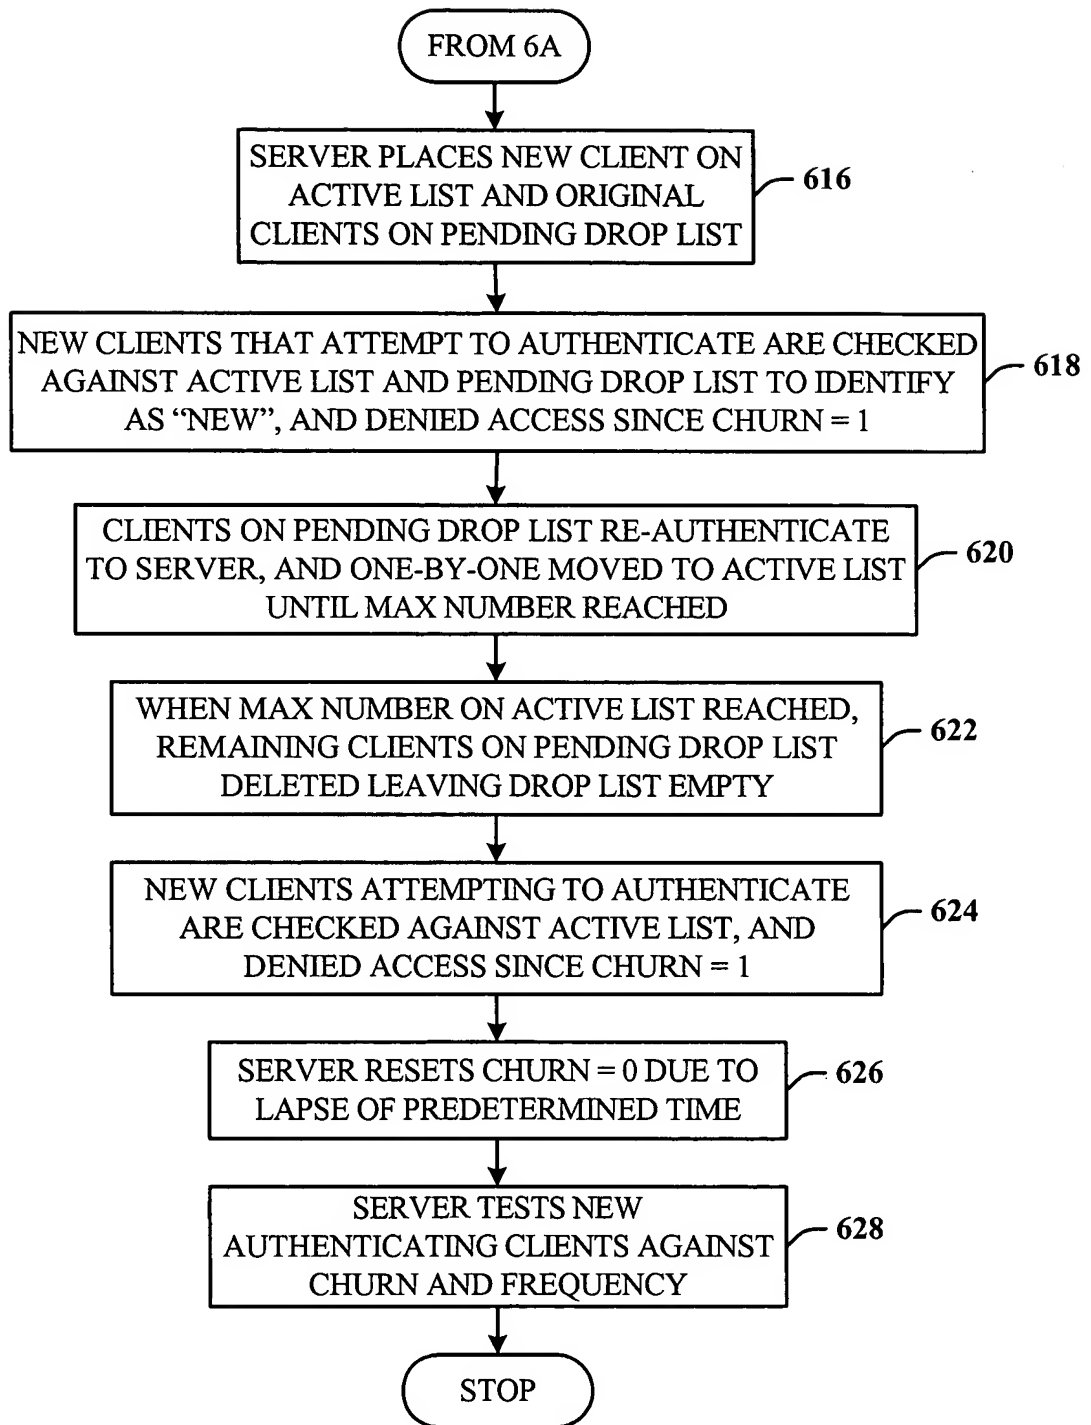 FROM 6A
SERVER PLACES NEW CLIENT ON
ACTIVE LIST AND ORIGINAL
CLIENTS ON PENDING DROP LIST
616
NEW CLIENTS THAT ATTEMPT TO AUTHENTICATE ARE CHECKED
AGAINST ACTIVE LIST AND PENDING DROP LIST TO IDENTIFY
AS “NEW”, AND DENIED ACCESS SINCE CHURN = 1
618
CLIENTS ON PENDING DROP LIST RE-AUTHENTICATE
TO SERVER, AND ONE-BY-ONE MOVED TO ACTIVE LIST
UNTIL MAX NUMBER REACHED
620
WHEN MAX NUMBER ON ACTIVE LIST REACHED,
REMAINING CLIENTS ON PENDING DROP LIST
DELETED LEAVING DROP LIST EMPTY
622
NEW CLIENTS ATTEMPTING TO AUTHENTICATE
ARE CHECKED AGAINST ACTIVE LIST, AND
DENIED ACCESS SINCE CHURN = 1
624
SERVER RESETS CHURN = 0 DUE TO
LAPSE OF PREDETERMINED TIME
626
SERVER TESTS NEW
AUTHENTICATING CLIENTS AGAINST
CHURN AND FREQUENCY
628
STOP